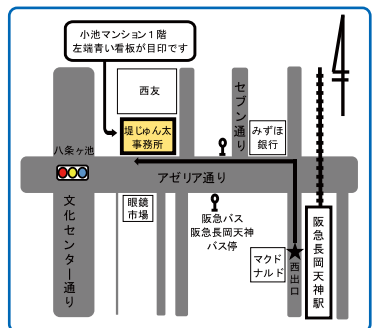 小池マンション１階
左端青い看板が目印です
西友
堤じゅん太
事務所
セブン通り
みずほ
銀行
八条ヶ池
アゼリア通り
文化センター通り
眼鏡
市場
阪急バス
阪急長岡天神
バス停
マクド
ナルド
西出口
阪急長岡天神駅